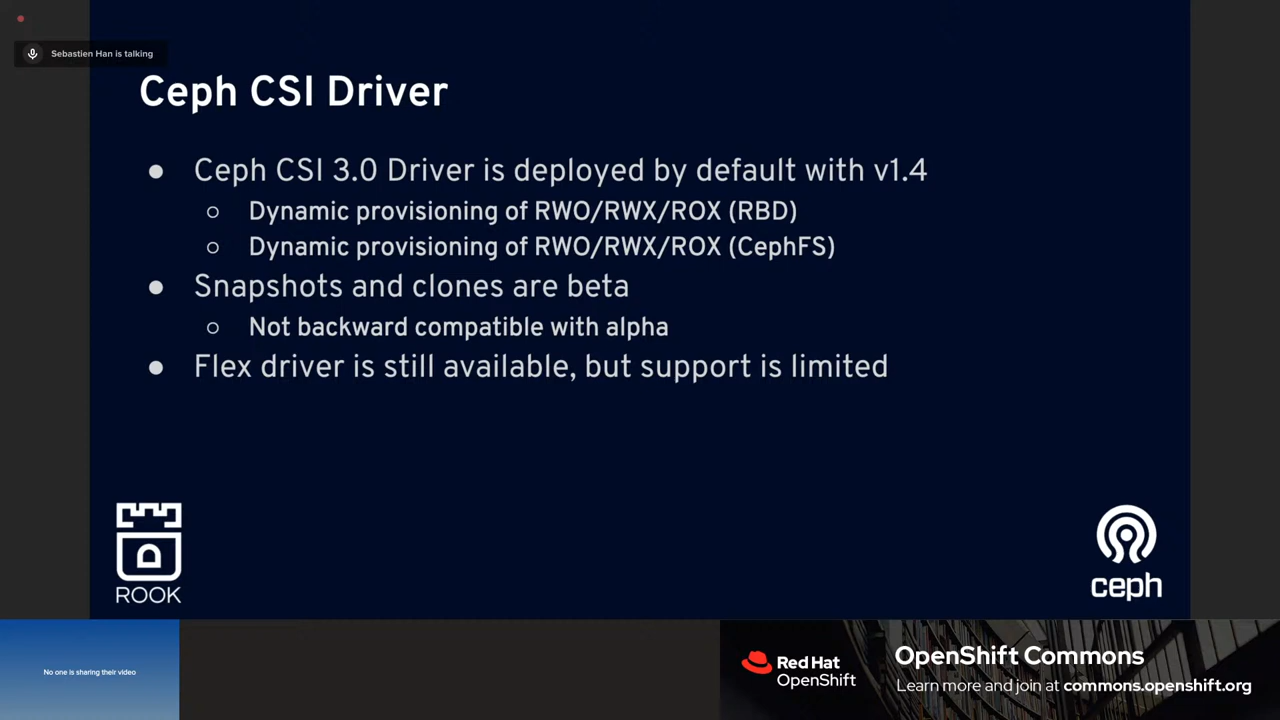 Sebastien Han is talking
Ceph CSI Driver
● Ceph CSI 3.0 Driver is deployed by default with v1.4
○ Dynamic provisioning of RWO/RWX/ROX (RBD)
○ Dynamic provisioning of RWO/RWX/ROX (CephFS)
● Snapshots and clones are beta
○ Not backward compatible with alpha
● Flex driver is still available, but support is limited
ROOK
ceph
No one is sharing their video
Red Hat
OpenShift
OpenShift Commons
Learn more and join at commons.openshift.org